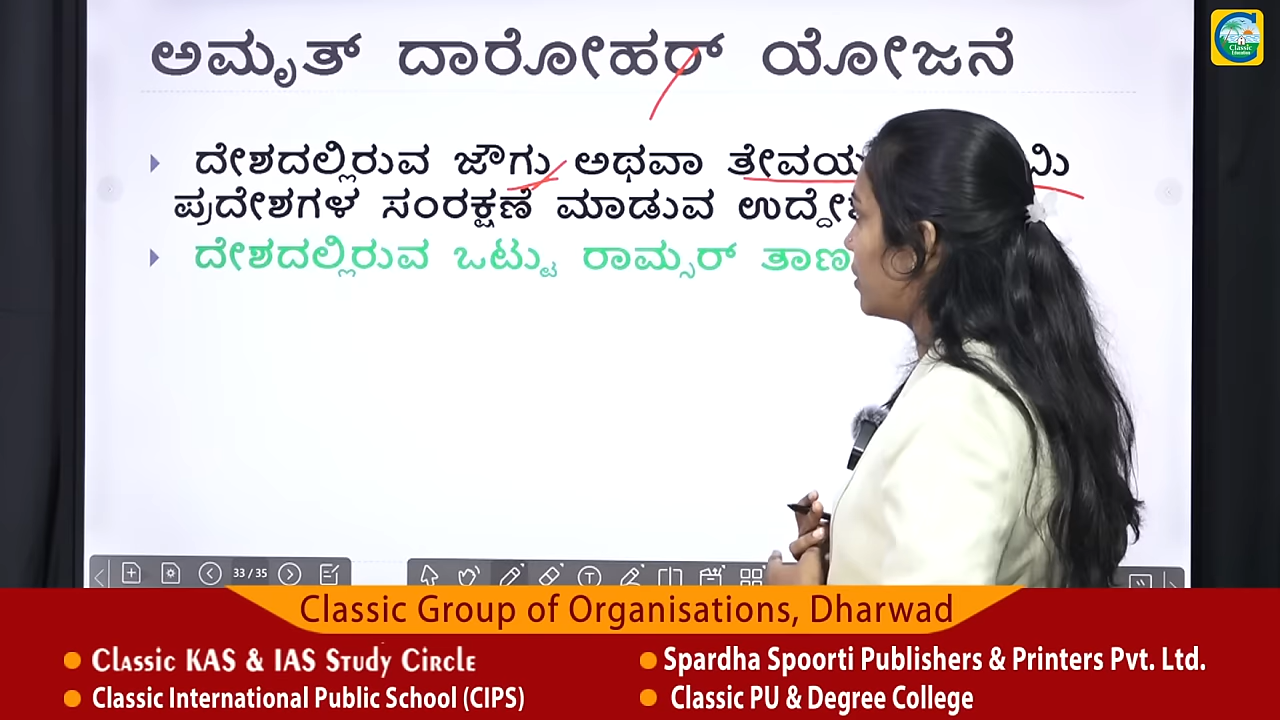 ಅಮೃತ್ ದಾರೋಹರ್ ಯೋಜನೆ
ದೇಶದಲ್ಲಿರುವ ಜೌಗು ಅಥವಾ
ಪ್ರದೇಶಗಳ ಸಂರಕ್ಷಣೆ ಮಾಡುವ
ದೇಶದಲ್ಲಿರುವ ಒಟ್ಟು ರಾಮ್ಸರ್
33 / 35
Classic Group of Organisations, Dharwad
Classic KAS & IAS Study Circle
Spardha Spoorti Publishers & Printers Pvt. Ltd.
Classic International Public School (CIPS)
Classic PU & Degree College
Classic
Education